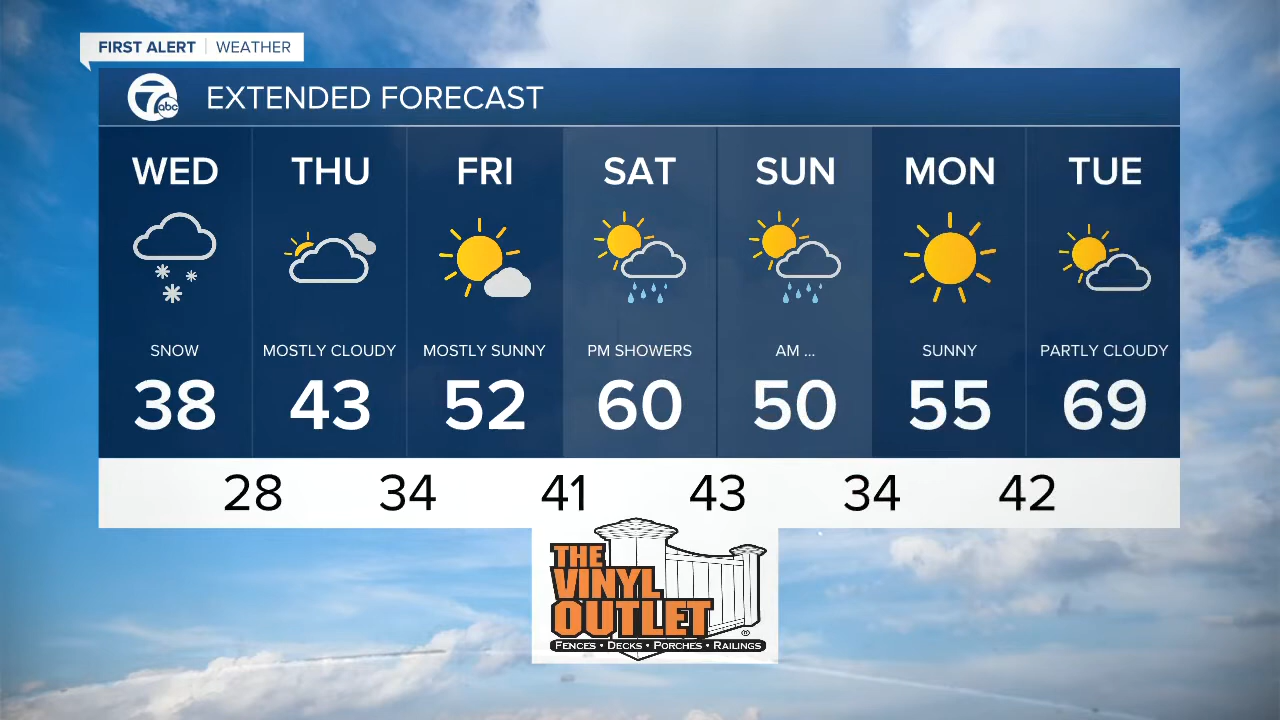 FIRST ALERT | WEATHER
7 abc EXTENDED FORECAST
WED THU FRI SAT SUN MON TUE
SNOW MOSTLY CLOUDY MOSTLY SUNNY PM SHOWERS AM ... SUNNY PARTLY CLOUDY
38 43 52 60 50 55 69
28 34 41 43 34 42
THE
VINYL
OUTLET ®
FENCES • DECKS • PORCHES • RAILINGS